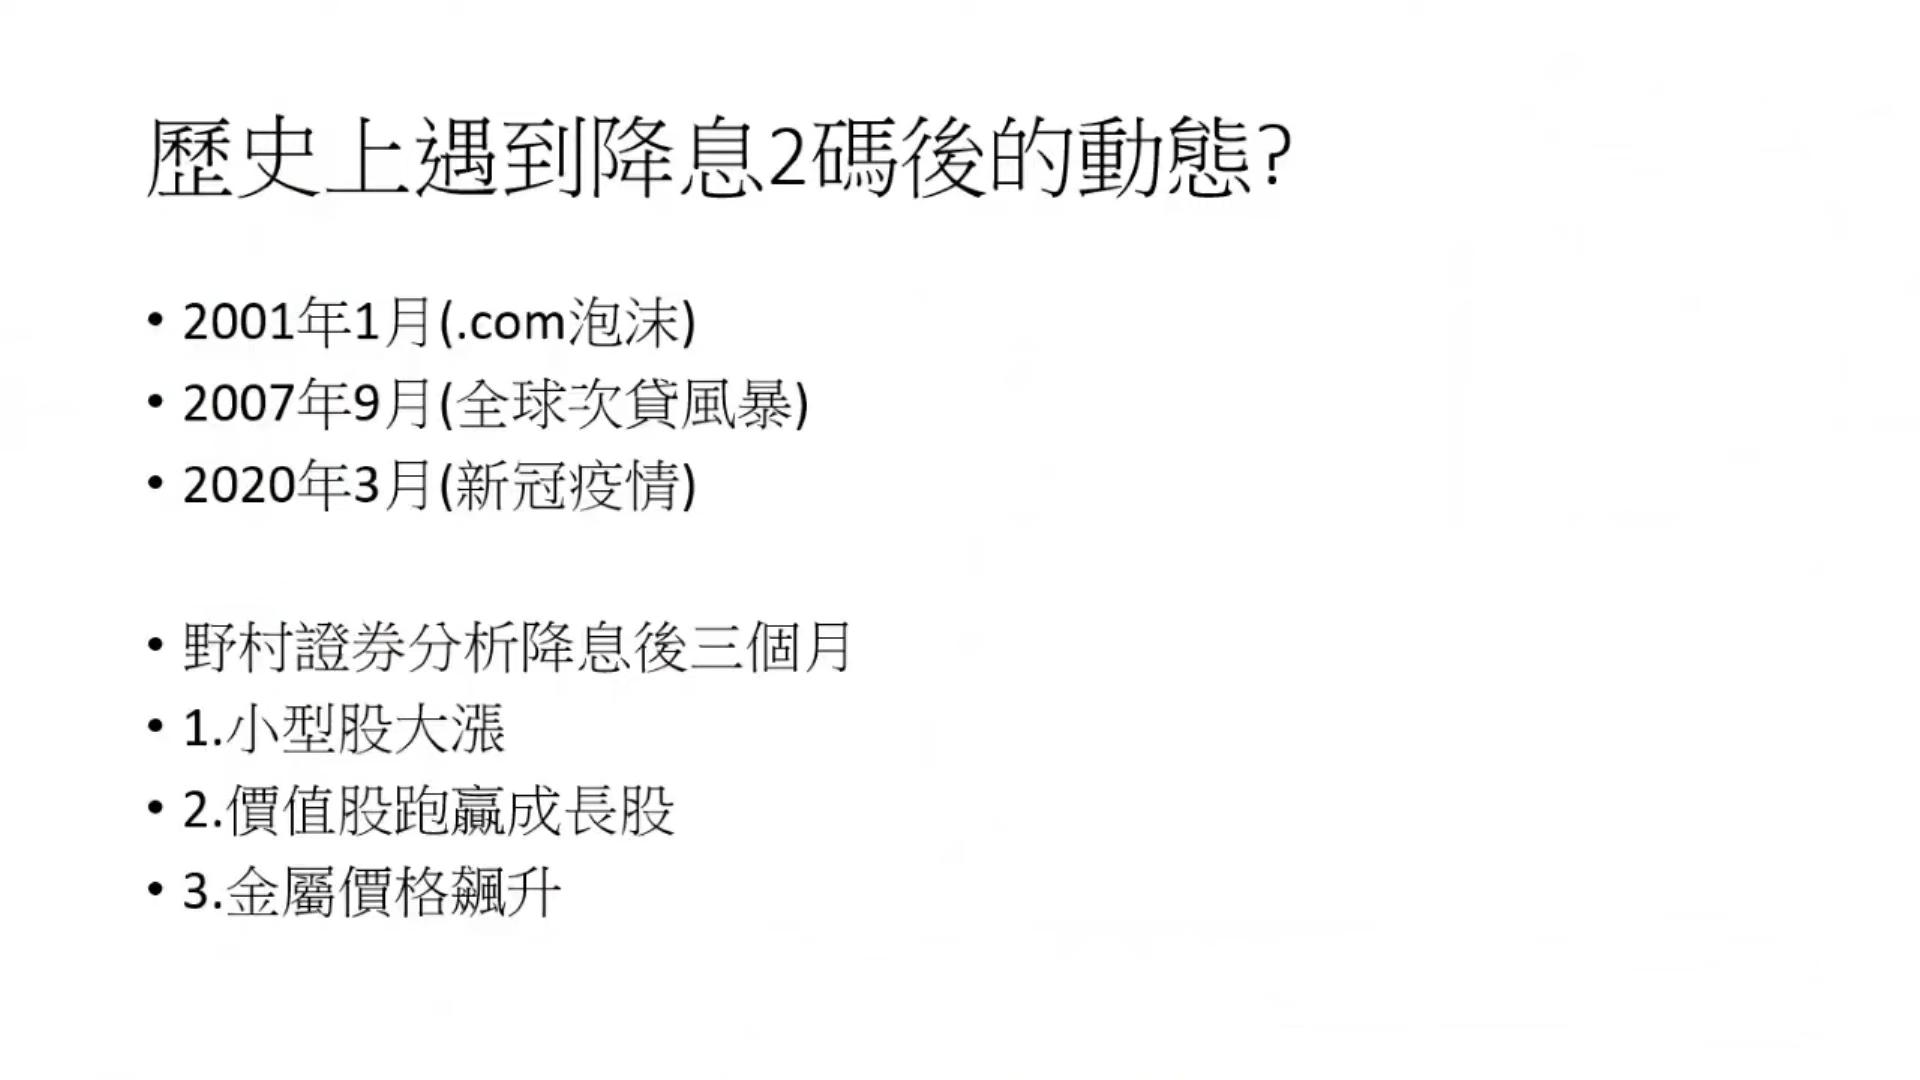 歷史上遇到降息2碼後的動態?
• 2001年1月(.com泡沫)
• 2007年9月(全球次貸風暴)
• 2020年3月(新冠疫情)
• 野村證券分析降息後三個月
• 1.小型股大漲
• 2.價值股跑贏成長股
• 3.金屬價格飆升